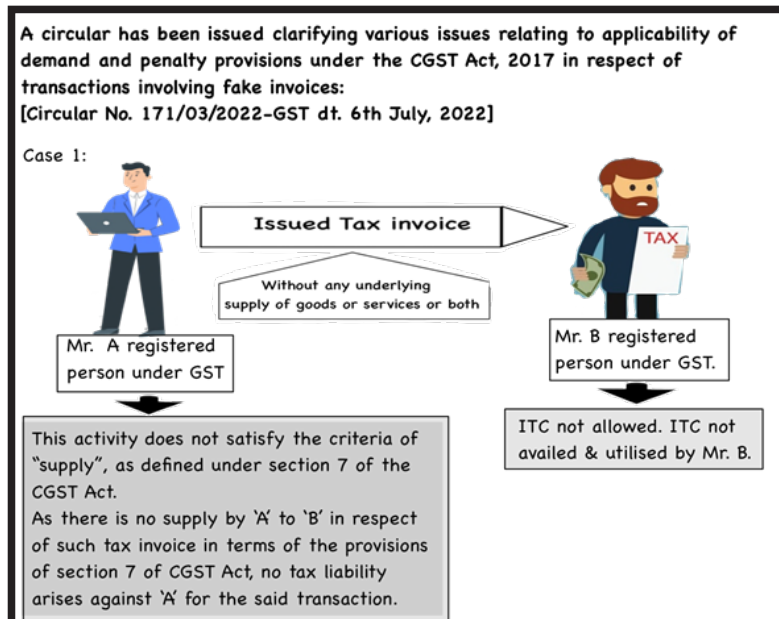 A circular has been issued clarifying various issues relating to applicability of
demand and penalty provisions under the CGST Act, 2017 in respect of
transactions involving fake invoices:
[Circular No. 171/03/2022-GST dt. 6th July, 2022]
Case 1:
Issued Tax invoice
TAX
Without any underlying
supply of goods or services or both
Mr. A registered
person under GST
Mr. B registered
person under GST.
This activity does not satisfy the criteria of
"supply", as defined under section 7 of the
CGST Act.
As there is no supply by 'A' to 'B' in respect
of such tax invoice in terms of the provisions
of section 7 of CGST Act, no tax liability
arises against 'A' for the said transaction.
ITC not allowed. ITC not
availed & utilised by Mr. B.